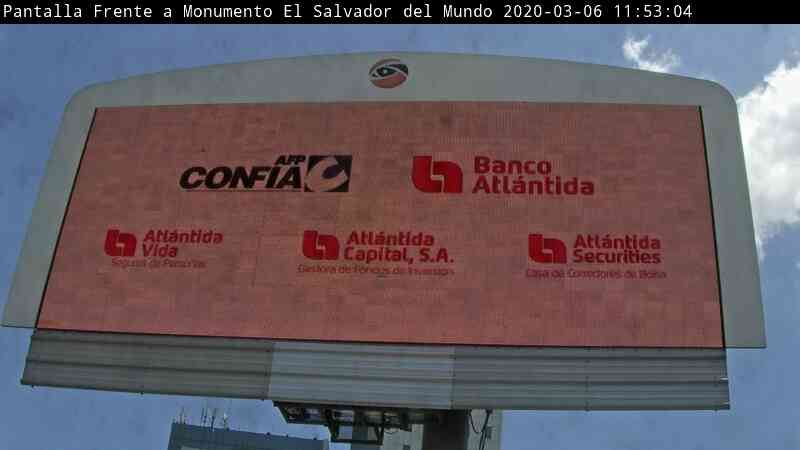 Pantalla Frente a Monumento El Salvador del Mundo 2020-03-06 11:53:04
AFP
CONFÍA
Banco
Atlántida
Atlántida
Vida
Seguros de Personas
Atlántida
Capital, S.A.
Gestora de Fondos de Inversión
Atlántida
Securities
Casa de Corredores de Bolsa